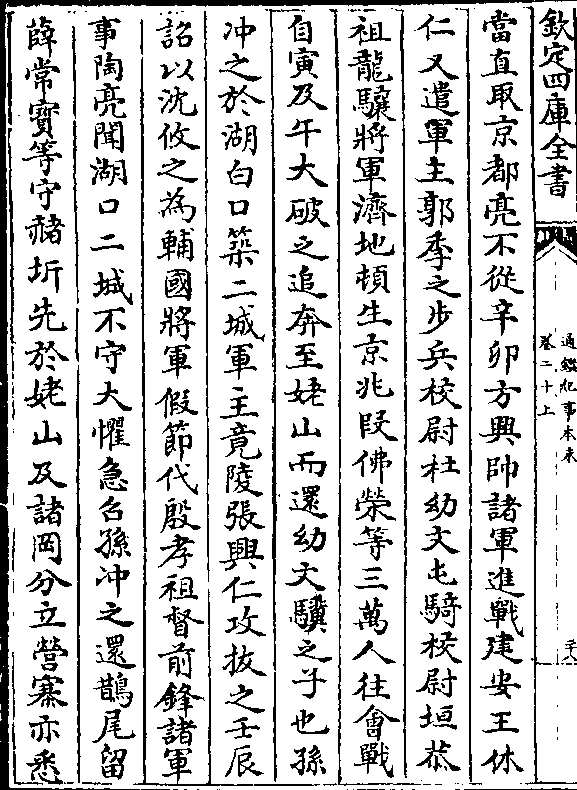 欽定四庫全書
通鑑紀事本末
卷二十上
當直取京都亮不從辛卯方興帥諸軍進戰建安王休
仁又遣軍主郭季之步兵校尉杜幼文屯騎校尉垣恭
祖龍驤將軍濟地頓生京兆段佛榮等三萬人往會戰
自寅及午大破之追奔至姥山而還幼文驥之子也孫
冲之於湖白口築二城軍主竟陵張興仁攻抜之壬辰
詔以沈攸之為輔國將軍假節代殷孝祖督前鋒諸軍
事陶亮聞湖口二城不守大懼急召孫冲之還鵲尾留
薛常寳等守赭圻先於姥山及諸岡分立營寨亦悉